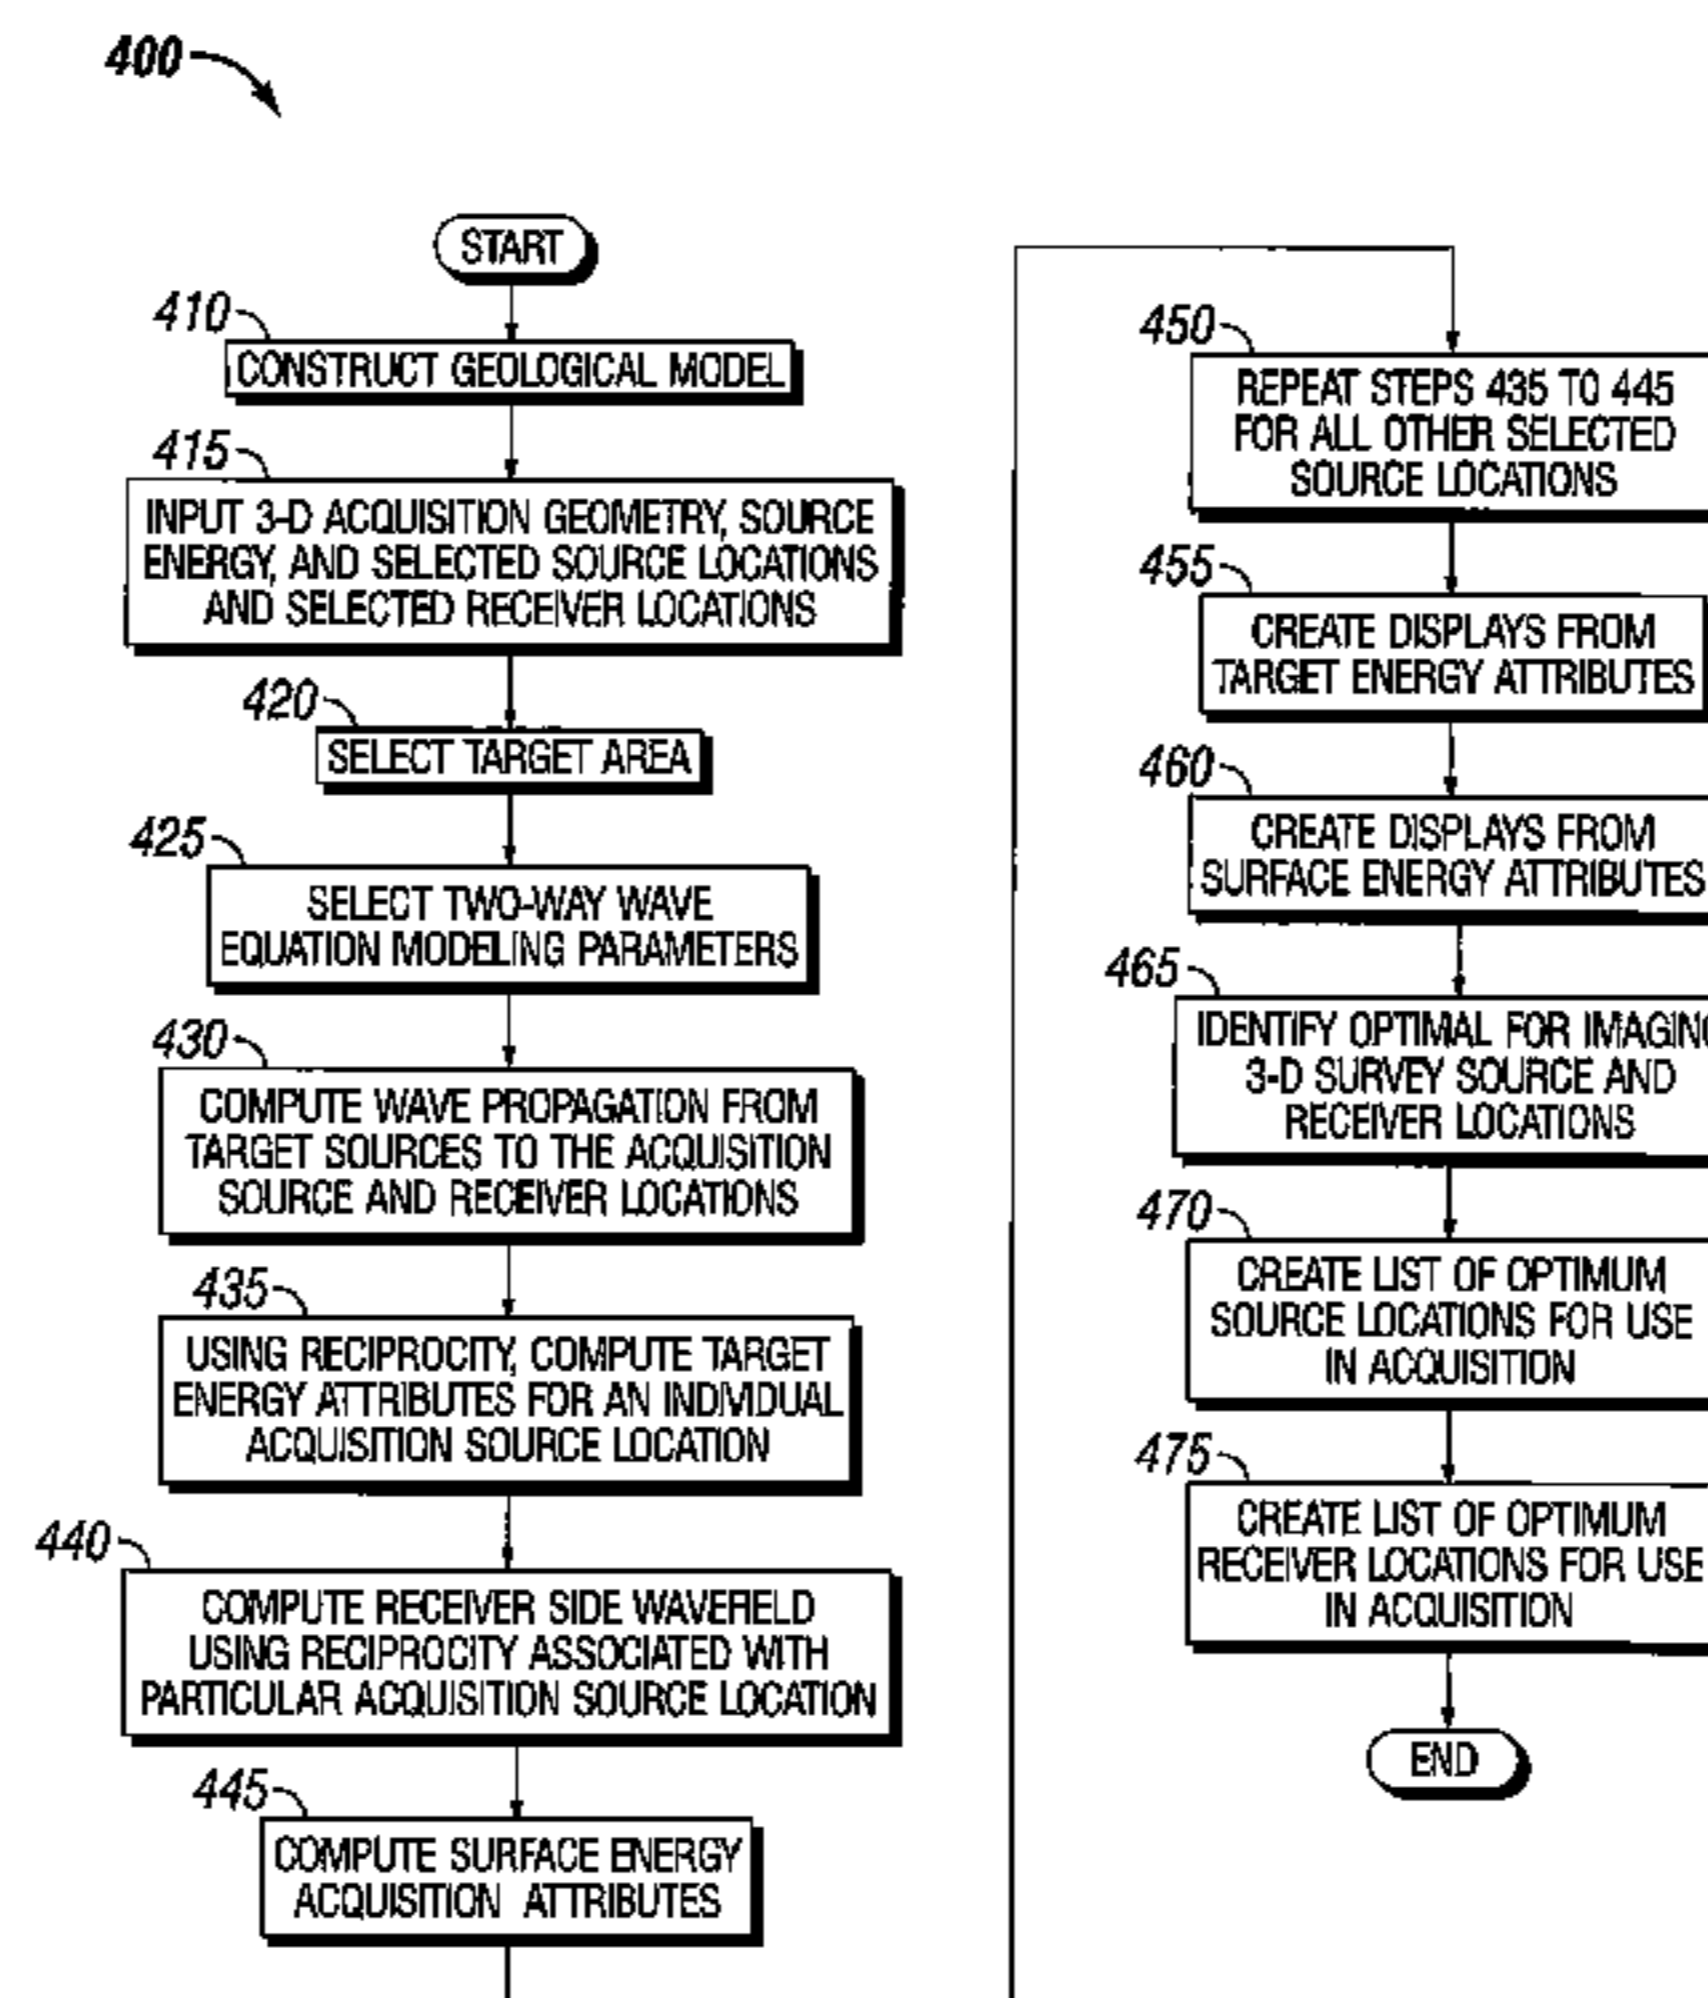 400
START
410
CONSTRUCT GEOLOGICAL MODEL
415
INPUT 3-D ACQUISITION GEOMETRY, SOURCE
ENERGY, AND SELECTED SOURCE LOCATIONS
AND SELECTED RECEIVER LOCATIONS
420
SELECT TARGET AREA
425
SELECT TWO-WAY WAVE
EQUATION MODELING PARAMETERS
430
COMPUTE WAVE PROPAGATION FROM
TARGET SOURCES TO THE ACQUISITION
SOURCE AND RECEIVER LOCATIONS
435
USING RECIPROCITY, COMPUTE TARGET
ENERGY ATTRIBUTES FOR AN INDIVIDUAL
ACQUISITION SOURCE LOCATION
440
COMPUTE RECEIVER SIDE WAVEFIELD
USING RECIPROCITY ASSOCIATED WITH
PARTICULAR ACQUISITION SOURCE LOCATION
445
COMPUTE SURFACE ENERGY
ACQUISITION ATTRIBUTES
450
REPEAT STEPS 435 TO 445
FOR ALL OTHER SELECTED
SOURCE LOCATIONS
455
CREATE DISPLAYS FROM
TARGET ENERGY ATTRIBUTES
460
CREATE DISPLAYS FROM
SURFACE ENERGY ATTRIBUTES
465
IDENTIFY OPTIMAL FOR IMAGING
3-D SURVEY SOURCE AND
RECEIVER LOCATIONS
470
CREATE LIST OF OPTIMUM
SOURCE LOCATIONS FOR USE
IN ACQUISITION
475
CREATE LIST OF OPTIMUM
RECEIVER LOCATIONS FOR USE
IN ACQUISITION
END